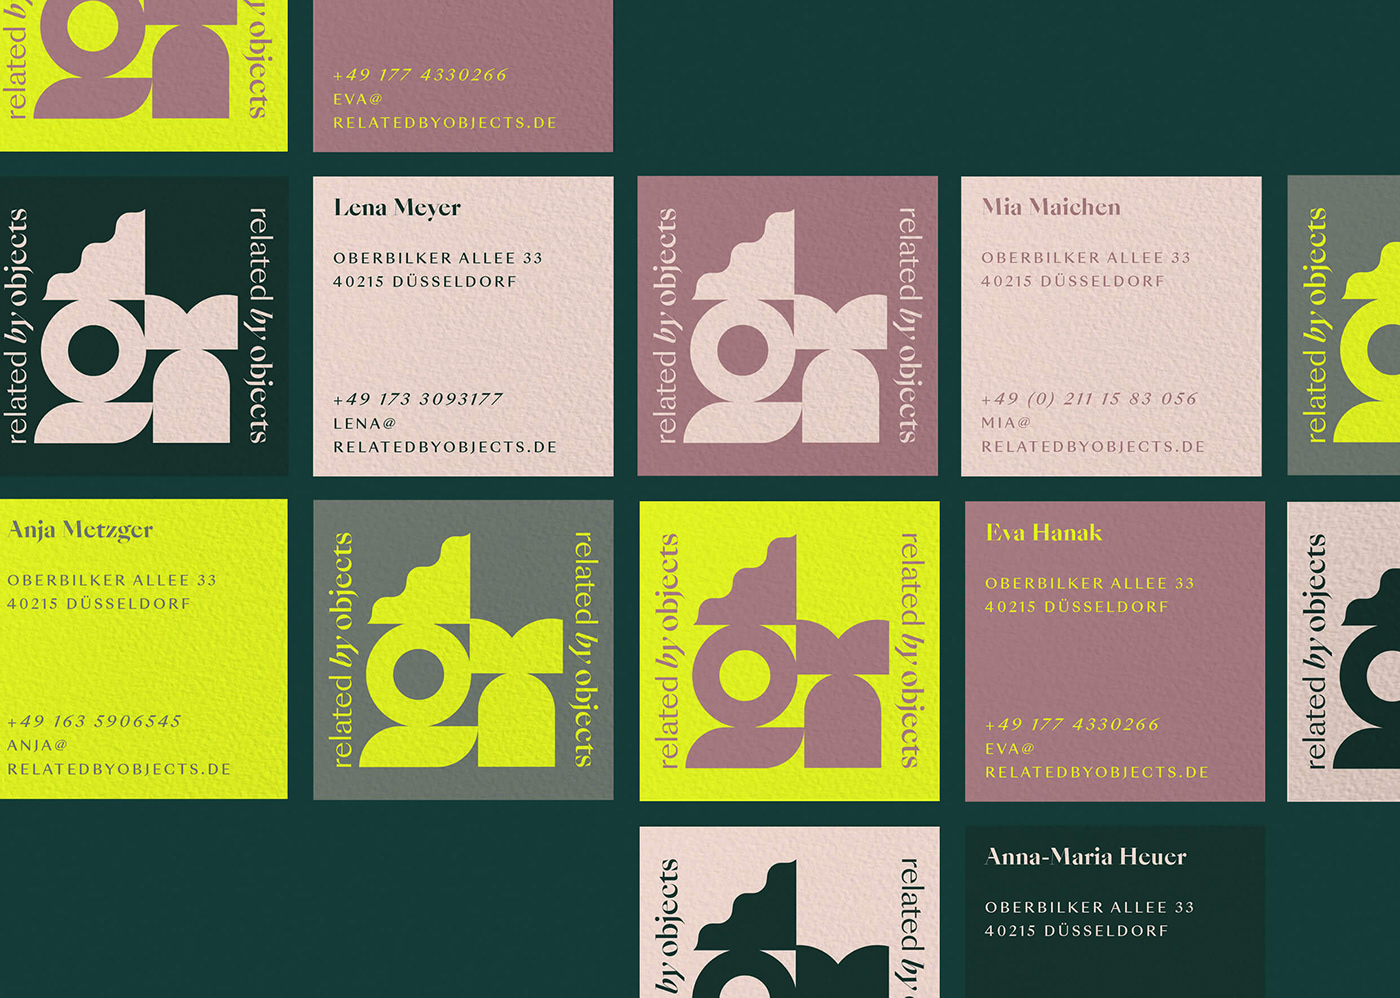 related by
by objects
+49 177 4330266
EVA@
RELATEDBYOBJECTS.DE
related by objects
related by objects
Lena Meyer
OBERBILKER ALLEE 33
40215 DÜSSELDORF
+49 173 3093177
LENA@
RELATEDBYOBJECTS.DE
related by objects
related by objects
Mia Maichen
OBERBILKER ALLEE 33
40215 DÜSSELDORF
+49 (0) 211 15 83 056
MIA@
RELATEDBYOBJECTS.DE
related by objects
Anja Metzger
OBERBILKER ALLEE 33
40215 DÜSSELDORF
+49 163 5906545
ANJA@
RELATEDBYOBJECTS.DE
related by objects
related by objects
related by objects
related by objects
Eva Hanak
OBERBILKER ALLEE 33
40215 DÜSSELDORF
+49 177 4330266
EVA@
RELATEDBYOBJECTS.DE
related by objects
by objects
related by
Anna-Maria Heuer
OBERBILKER ALLEE 33
40215 DÜSSELDORF